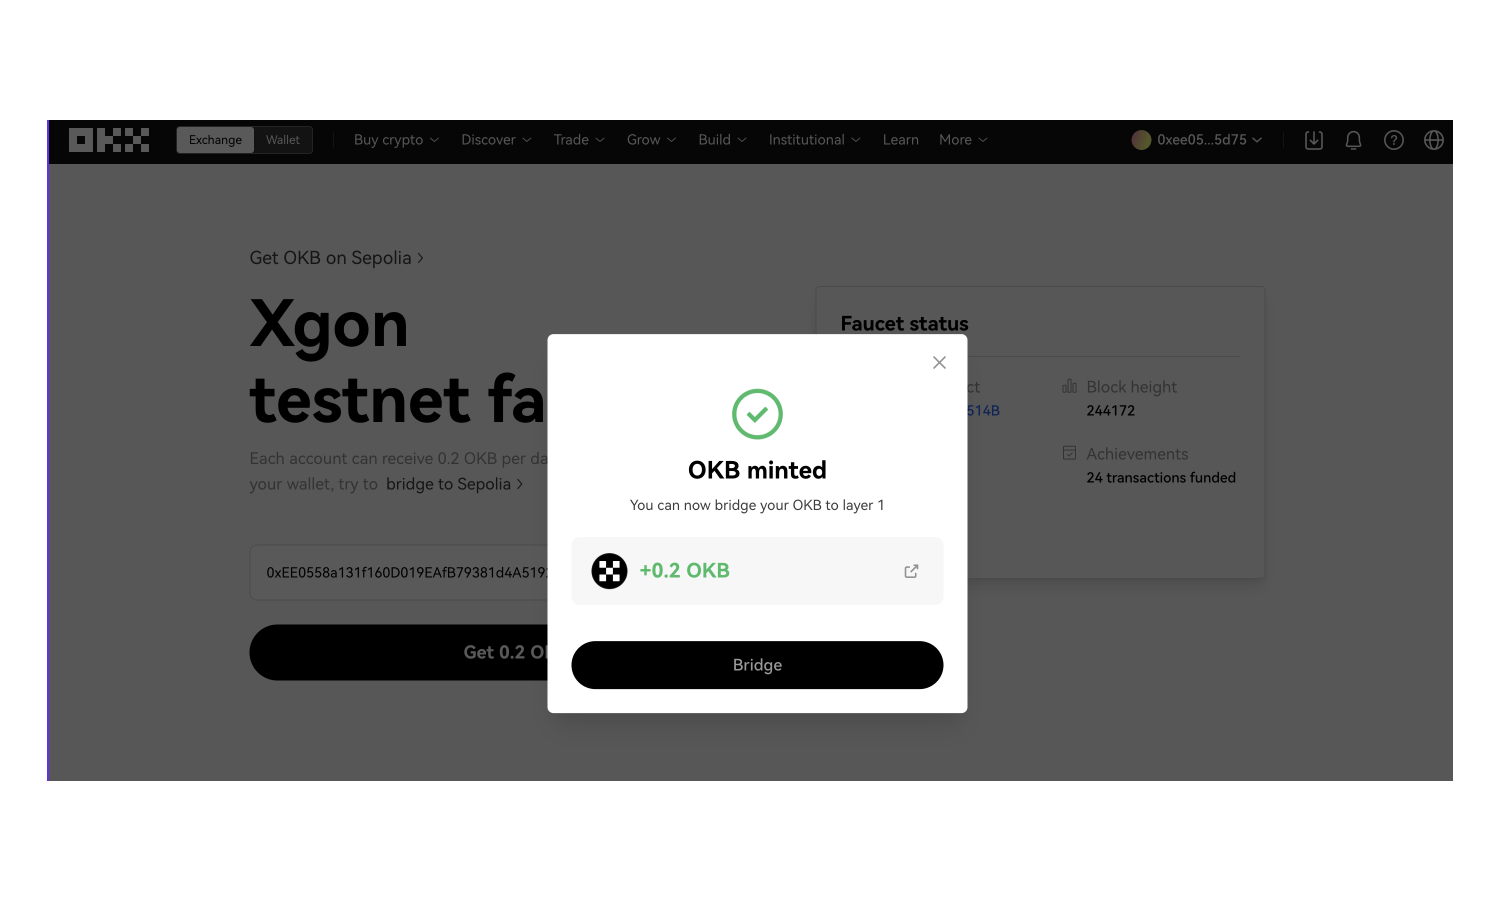 OKX Exchange Wallet Buy crypto Discover Trade Grow Build Institutional Learn More 0xee05...5d75
Get OKB on Sepolia
Xgon
testnet
Each account can receive 0.2 OKB per
your wallet, try to bridge to Sepolia
0xEE0558a131f160D019EAfB79381d4A519
Get 0.2
Faucet status
514B
Block height
244172
Achievements
24 transactions funded
OKB minted
You can now bridge your OKB to layer 1
+0.2 OKB
Bridge